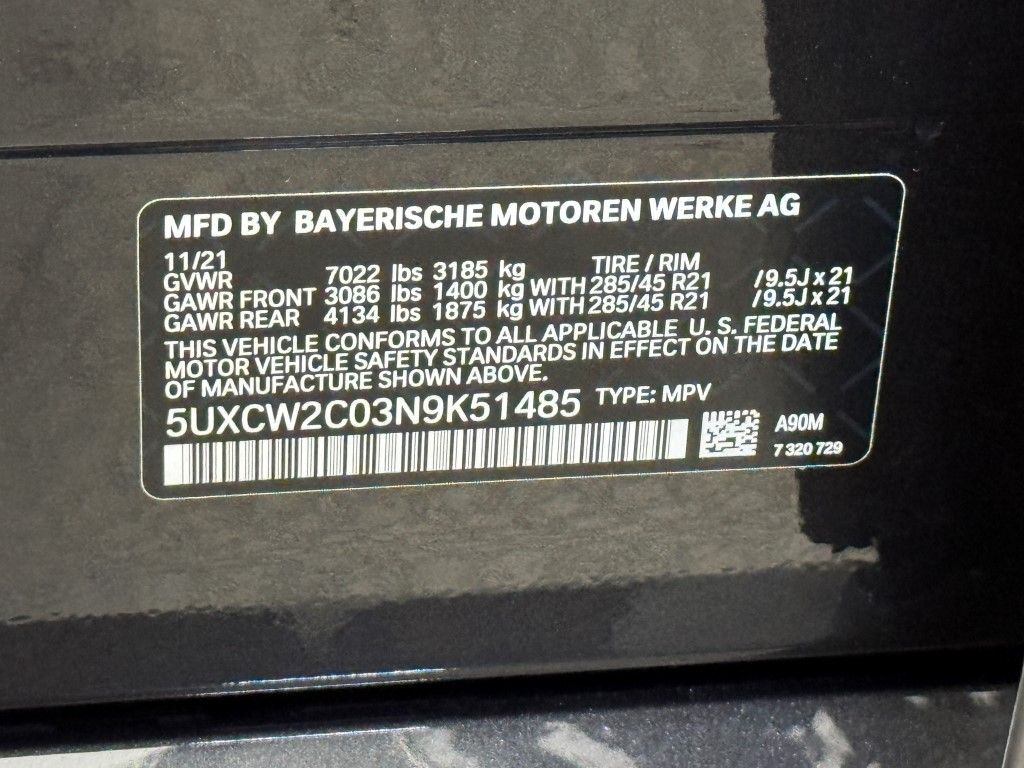 MFD BY BAYERISCHE MOTOREN WERKE AG
11/21 TIRE / RIM
GVWR 7022 lbs 3185 kg
GAWR FRONT 3086 lbs 1400 kg WITH 285/45 R21 /9.5J x 21
GAWR REAR 4134 lbs 1875 kg WITH 285/45 R21 /9.5J x 21
THIS VEHICLE CONFORMS TO ALL APPLICABLE U. S. FEDERAL
MOTOR VEHICLE SAFETY STANDARDS IN EFFECT ON THE DATE
OF MANUFACTURE SHOWN ABOVE.
5UXCW2C03N9K51485 TYPE: MPV
A90M
7 320 729